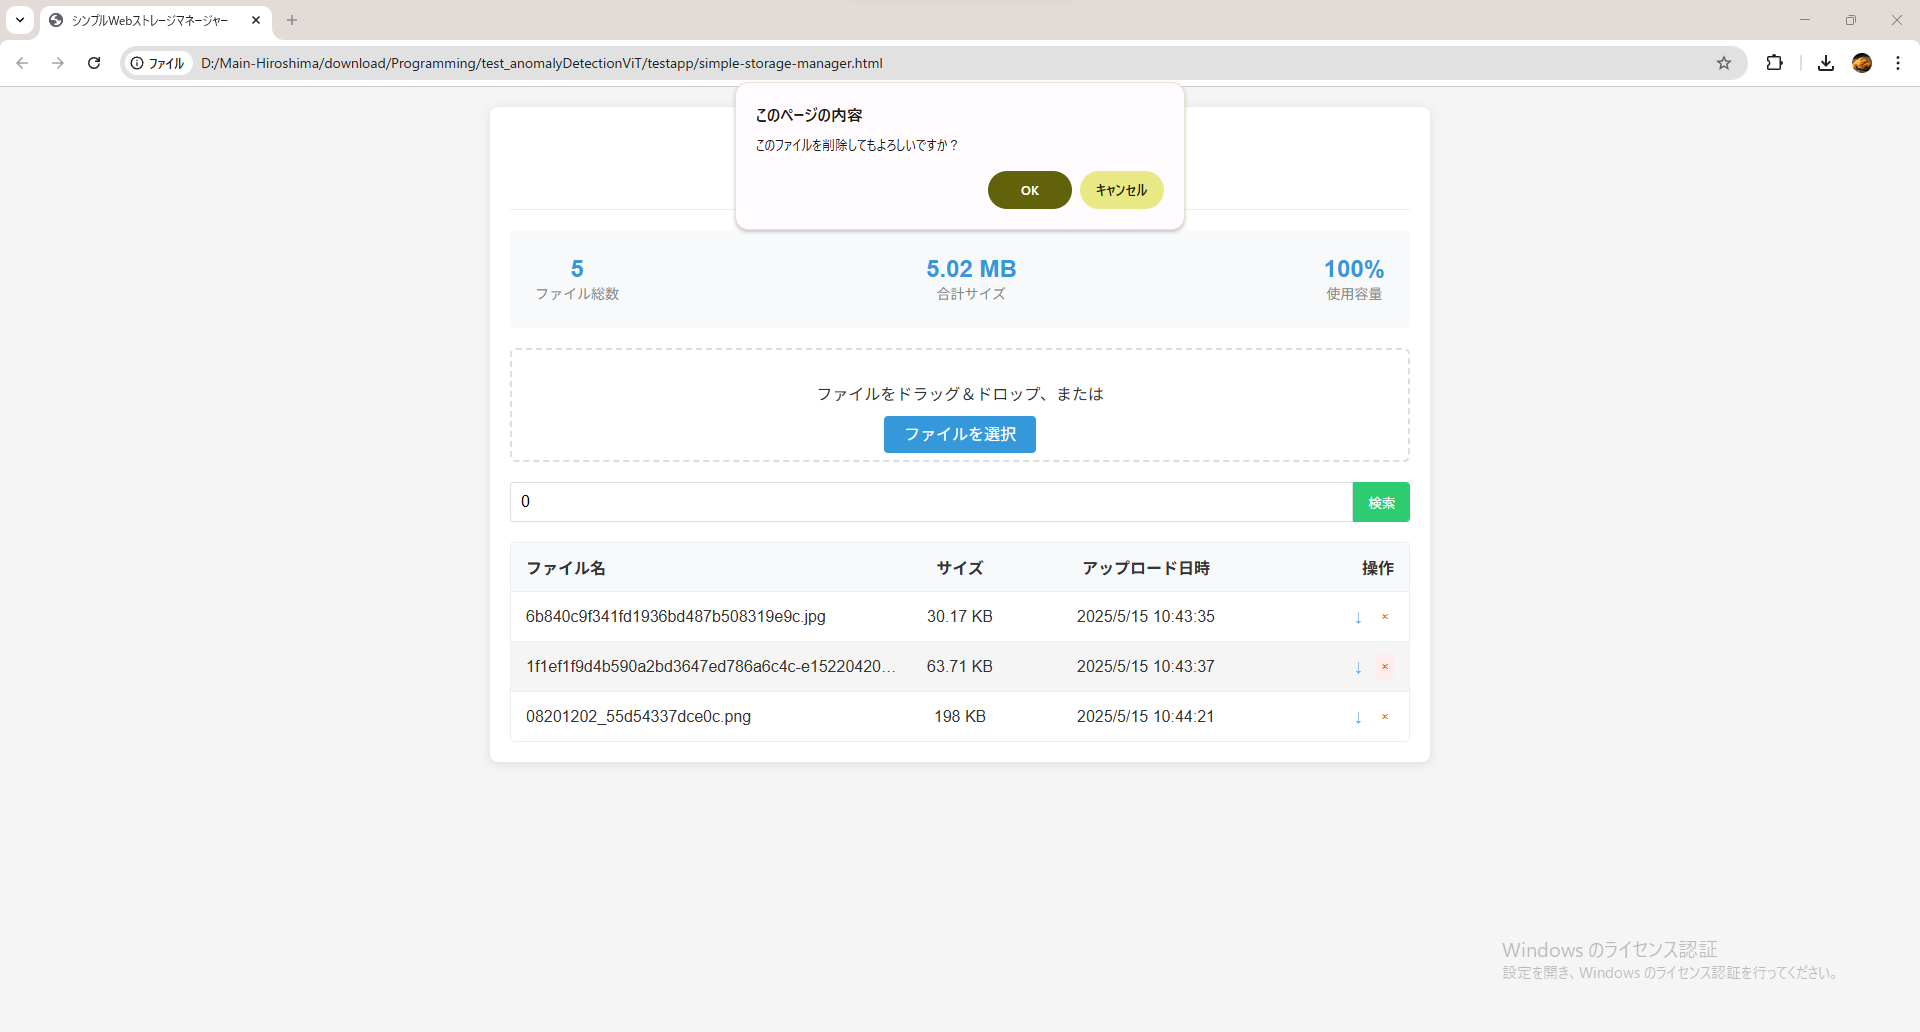 シンプルWebストレージマネージャー
ファイル
D:/Main-Hiroshima/download/Programming/test_anomalyDetectionViT/testapp/simple-storage-manager.html
このページの内容
このファイルを削除してもよろしいですか？
OK
キャンセル
5
ファイル総数
5.02 MB
合計サイズ
100%
使用容量
ファイルをドラッグ＆ドロップ、または
ファイルを選択
0
検索
ファイル名 サイズ アップロード日時 操作
6b840c9f341fd1936bd487b508319e9c.jpg 30.17 KB 2025/5/15 10:43:35 ↓ ×
1f1ef1f9d4b590a2bd3647ed786a6c4c-e15220420... 63.71 KB 2025/5/15 10:43:37 ↓ ×
08201202_55d54337dce0c.png 198 KB 2025/5/15 10:44:21 ↓ ×
Windows のライセンス認証
設定を開き、Windows のライセンス認証を行ってください。